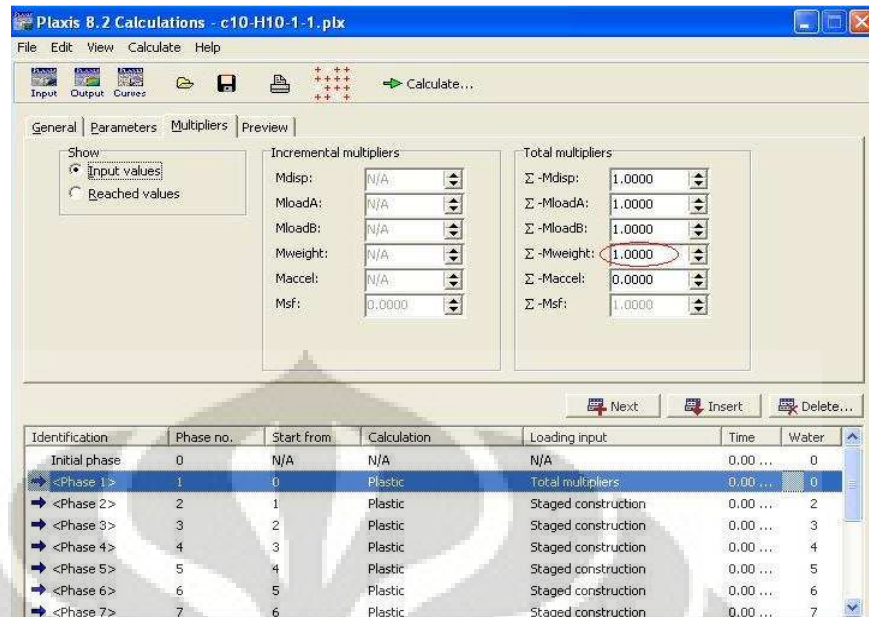 Plaxis 8.2 Calculations - c10-H10-1-1.plx
File Edit View Calculate Help
Input Output Curves Calculate...
General Parameters Multipliers Preview
Show
Input values
Reached values
Incremental multipliers
Mdisp: N/A
MloadA: N/A
MloadB: N/A
Mweight: N/A
Maccel: N/A
Msf: 0.0000
Total multipliers
Σ -Mdisp: 1.0000
Σ -MloadA: 1.0000
Σ -MloadB: 1.0000
Σ -Mweight: 1.0000
Σ -Maccel: 0.0000
Σ -Msf: 1.0000
Next Insert Delete...
Identification Phase no. Start from Calculation Loading input Time Water
Initial phase 0 N/A N/A N/A 0.00 ... 0
<Phase 1> 1 0 Plastic Total multipliers 0.00 ... 0
<Phase 2> 2 1 Plastic Staged construction 0.00 ... 2
<Phase 3> 3 2 Plastic Staged construction 0.00 ... 3
<Phase 4> 4 3 Plastic Staged construction 0.00 ... 4
<Phase 5> 5 4 Plastic Staged construction 0.00 ... 5
<Phase 6> 6 5 Plastic Staged construction 0.00 ... 6
<Phase 7> 7 6 Plastic Staged construction 0.00 ... 7